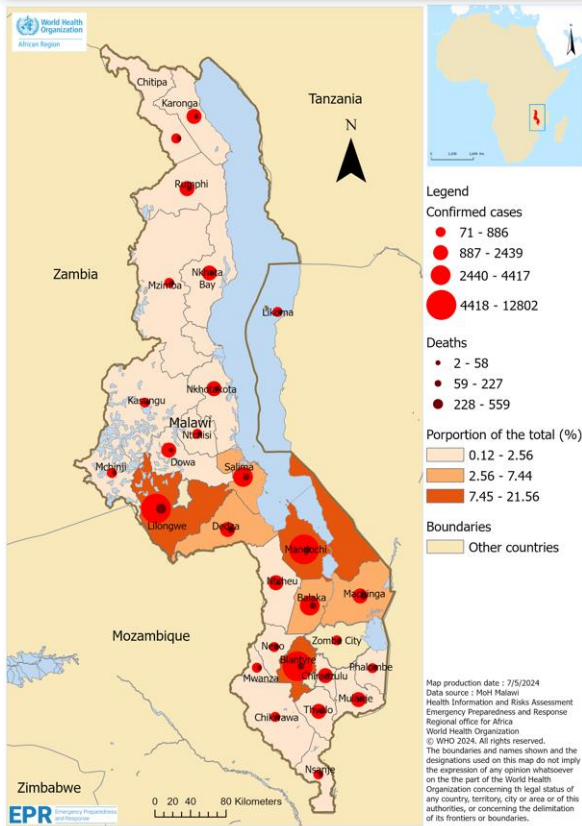 World Health
Organization
African Region
Chitipa
Karonga
Tanzania
N
Rumphi
Zambia
Nkhata
Bay
Mzimba
Likoma
Nkhotakota
Kasungu
Malawi
Ntchisi
Dowa
Mchinji
Salima
Lilongwe
Dedza
Mangochi
Ntcheu
Balaka
Machinga
Mozambique
Zomba City
Neno
Blantyre
Phalombe
Mwanza
Chiradzulu
Mulanje
Thyolo
Chikwawa
Nsanje
Zimbabwe
0 20 40 80 Kilometers
EPR Emergency Preparedness
and Response
Legend
Confirmed cases
71 - 886
887 - 2439
2440 - 4417
4418 - 12802
Deaths
2 - 58
59 - 227
228 - 559
Porportion of the total (%)
0.12 - 2.56
2.56 - 7.44
7.45 - 21.56
Boundaries
Other countries
Map production date : 7/5/2024
Data source : MoH Malawi
Health Information and Risks Assessment
Emergency Preparedness and Response
Regional office for Africa
World Health Organization
© WHO 2024. All rights reserved.
The boundaries and names shown and the
designations used on this map do not imply
the expression of any opinion whatsoever
on the the part of the World Health
Organization concerning th legal status of
any country, territory, city or area or of this
authorities, or concerning the delimitation
of its frontiers or boundaries.